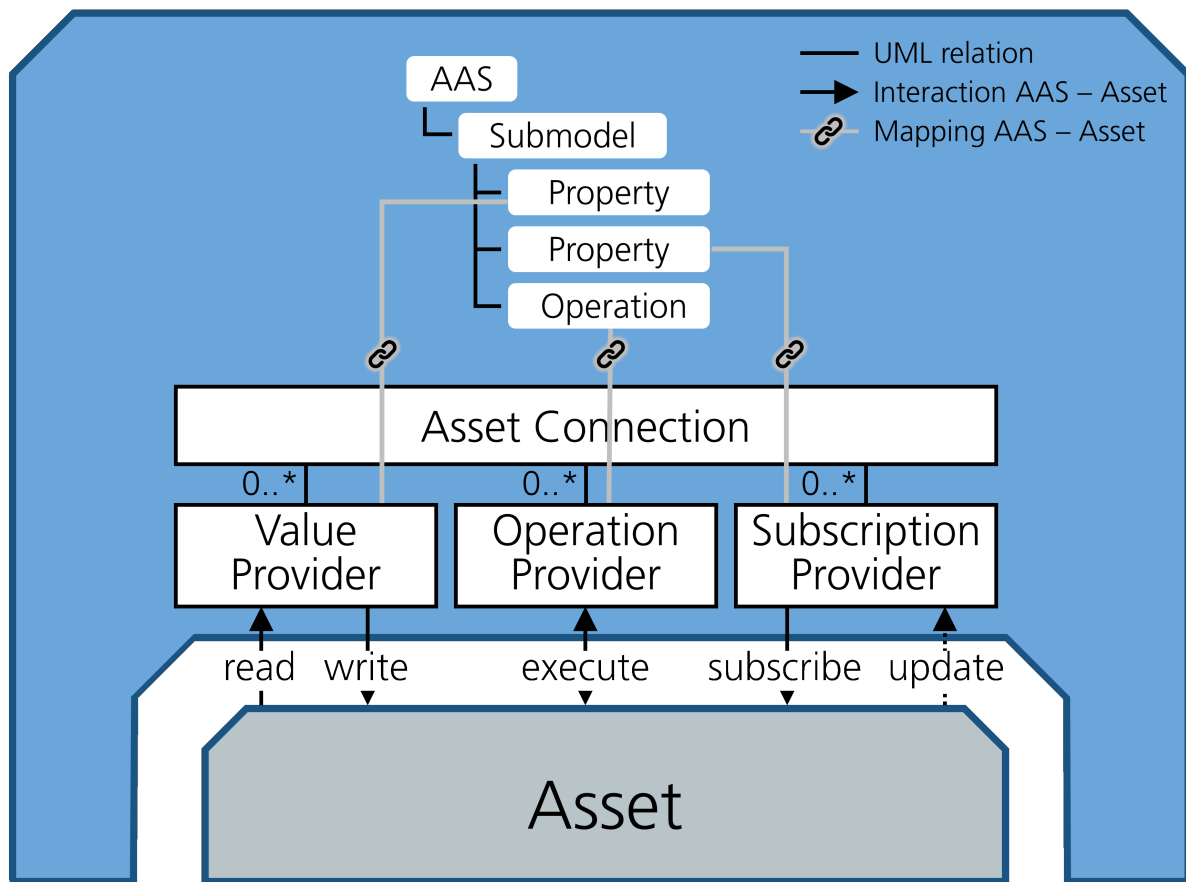 UML relation
Interaction AAS – Asset
Mapping AAS – Asset
AAS
Submodel
Property
Property
Operation
Asset Connection
0..*
0..*
0..*
Value
Provider
Operation
Provider
Subscription
Provider
read
write
execute
subscribe
update
Asset